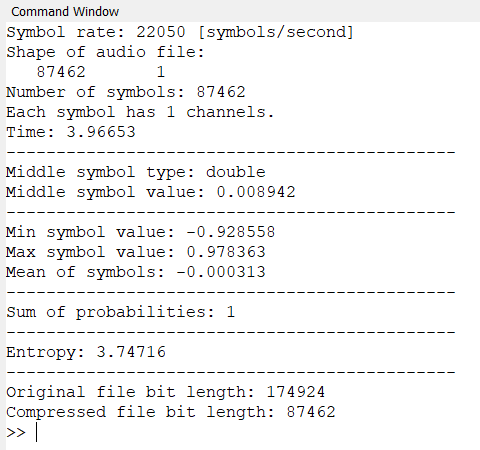 Command Window
Symbol rate: 22050 [symbols/second]
Shape of audio file:
87462 1
Number of symbols: 87462
Each symbol has 1 channels.
Time: 3.96653
---------------------------------------------
Middle symbol type: double
Middle symbol value: 0.008942
---------------------------------------------
Min symbol value: -0.928558
Max symbol value: 0.978363
Mean of symbols: -0.000313
---------------------------------------------
Sum of probabilities: 1
---------------------------------------------
Entropy: 3.74716
---------------------------------------------
Original file bit length: 174924
Compressed file bit length: 87462
>>